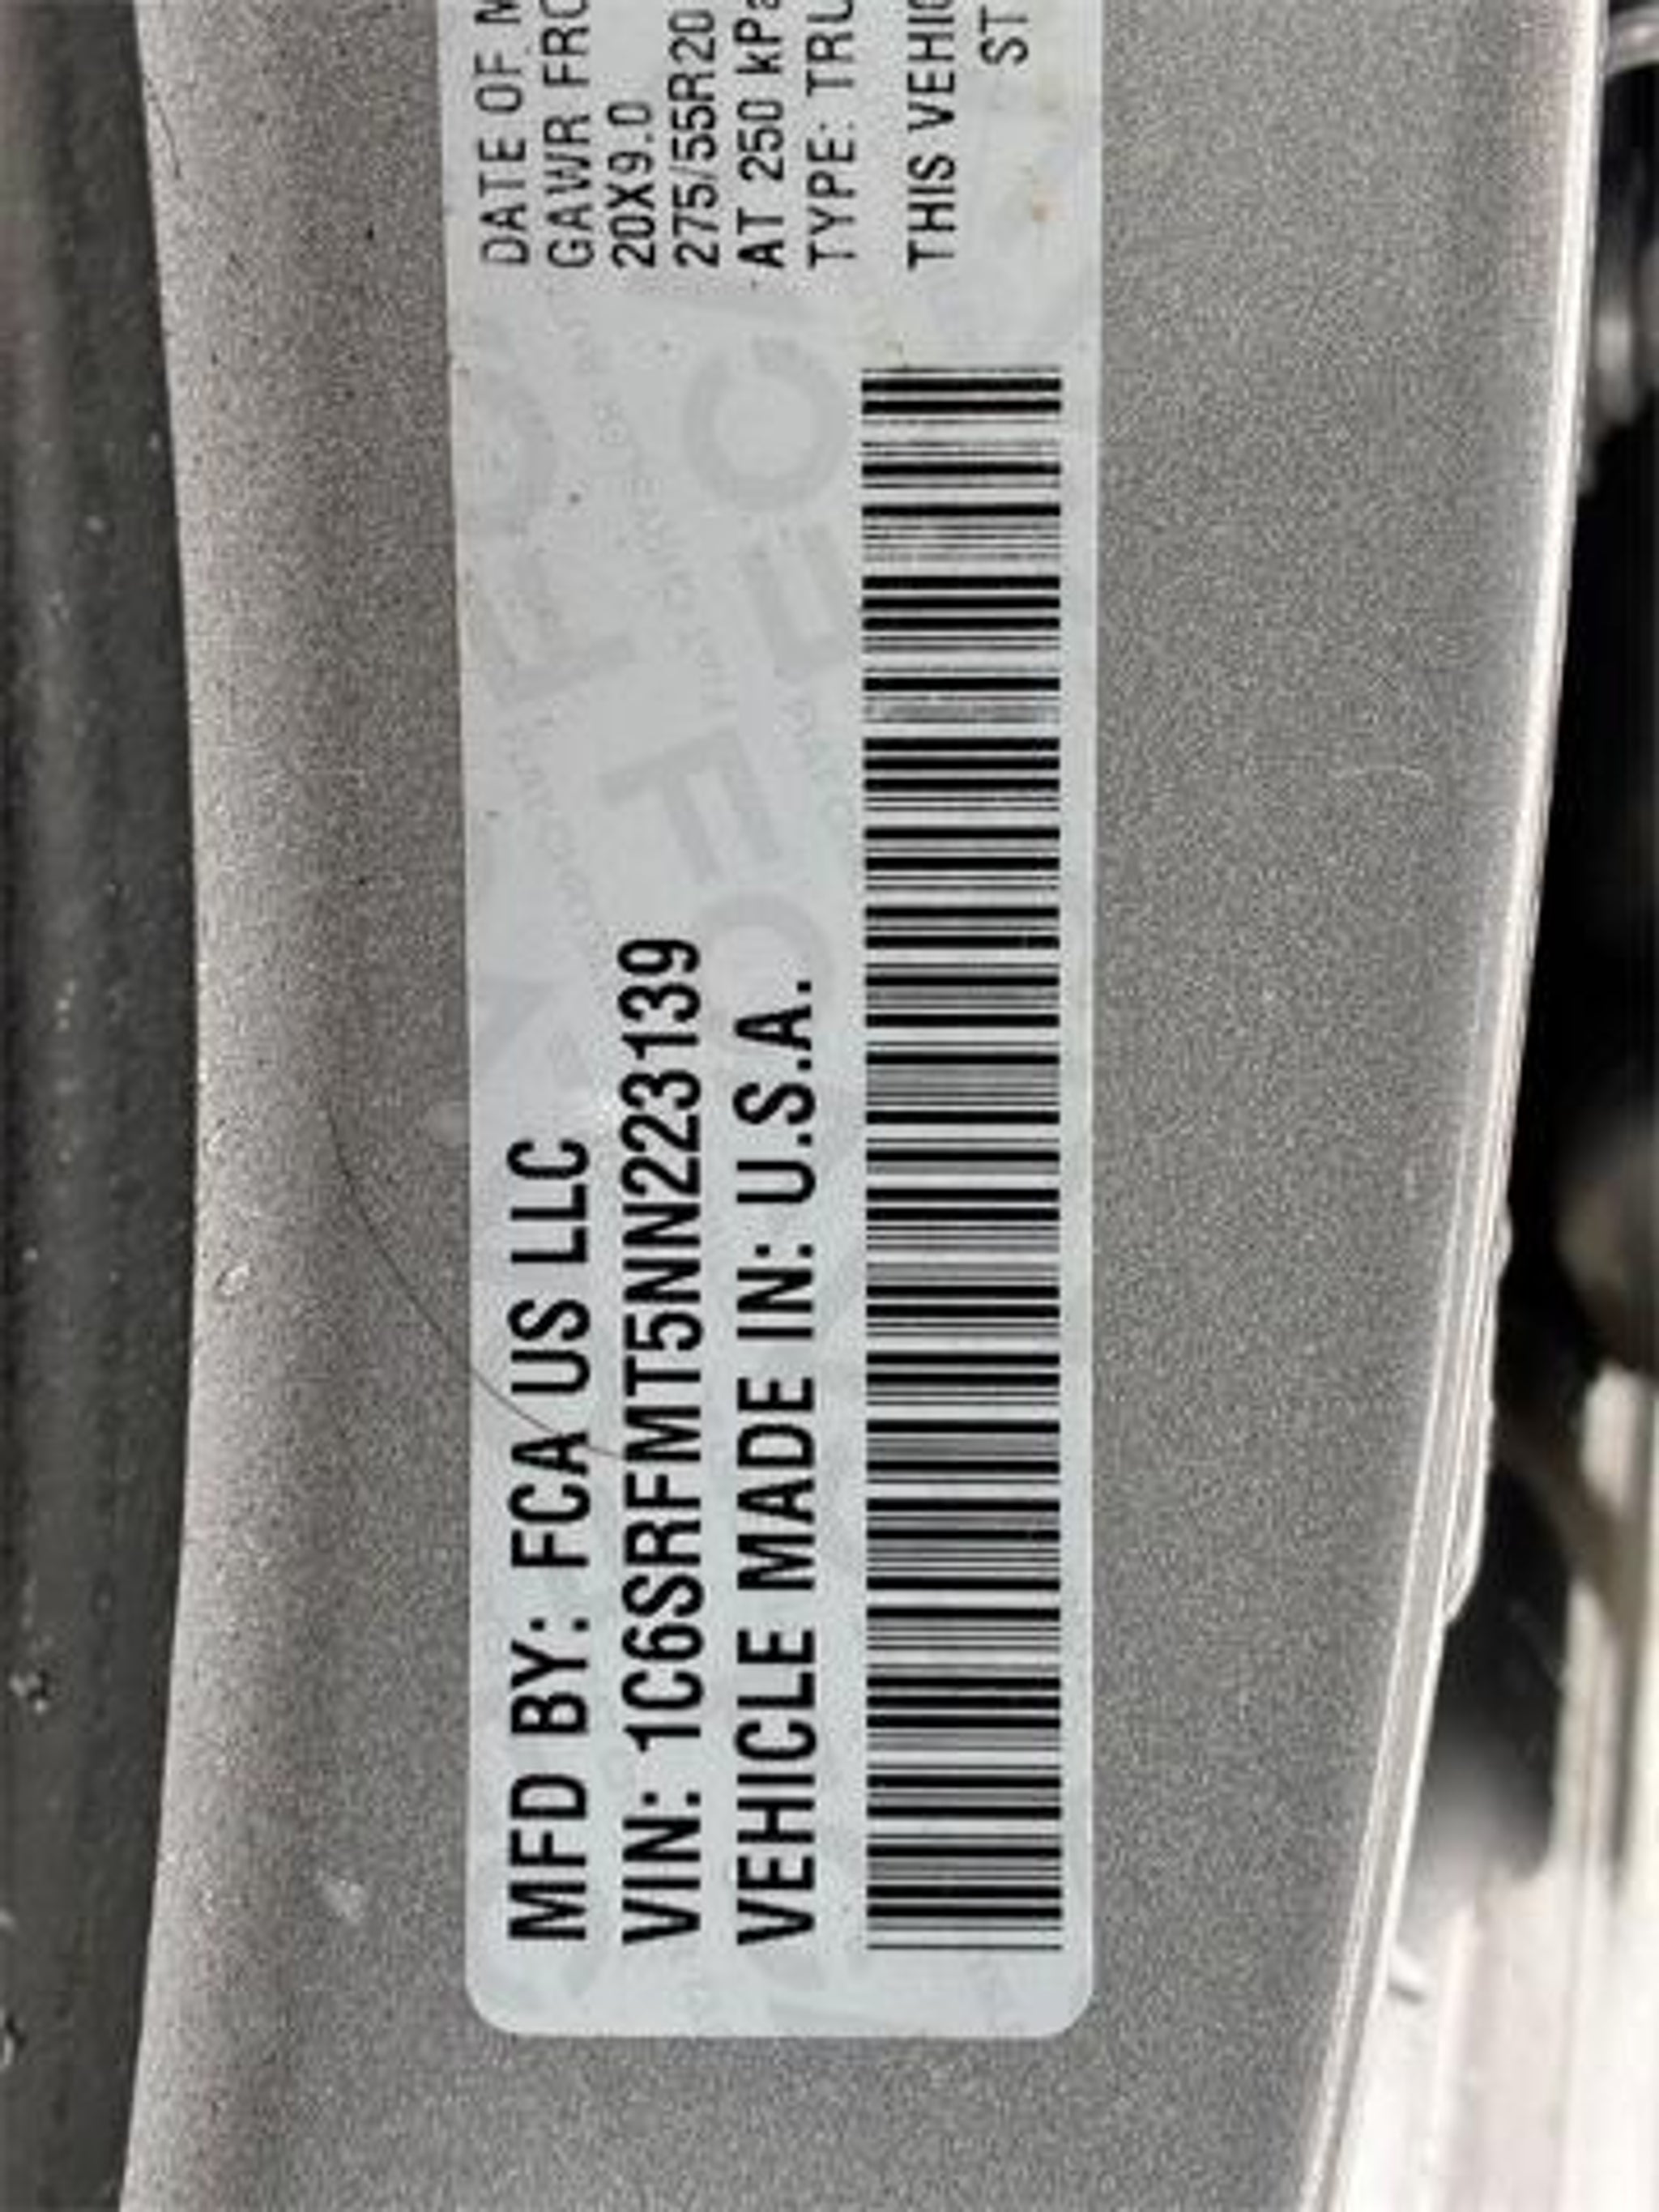 MFD BY: FCA US LLC
VIN: 1C6SRFMT5NN223139
VEHICLE MADE IN: U.S.A.
DATE OF M
GAWR FRO
20X9.0
275/55R20
AT 250 kPa
TYPE: TRU
THIS VEHIC
ST